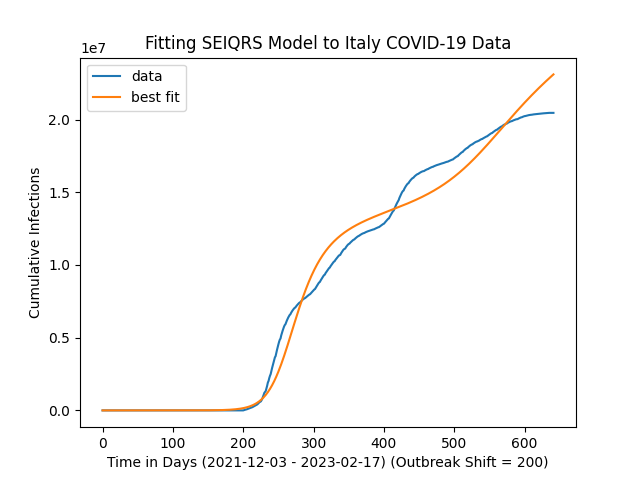 Fitting SEIQRS Model to Italy COVID-19 Data
1e7
data
best fit
2.0
1.5
1.0
0.5
0.0
Cumulative Infections
0 100 200 300 400 500 600
Time in Days (2021-12-03 - 2023-02-17) (Outbreak Shift = 200)